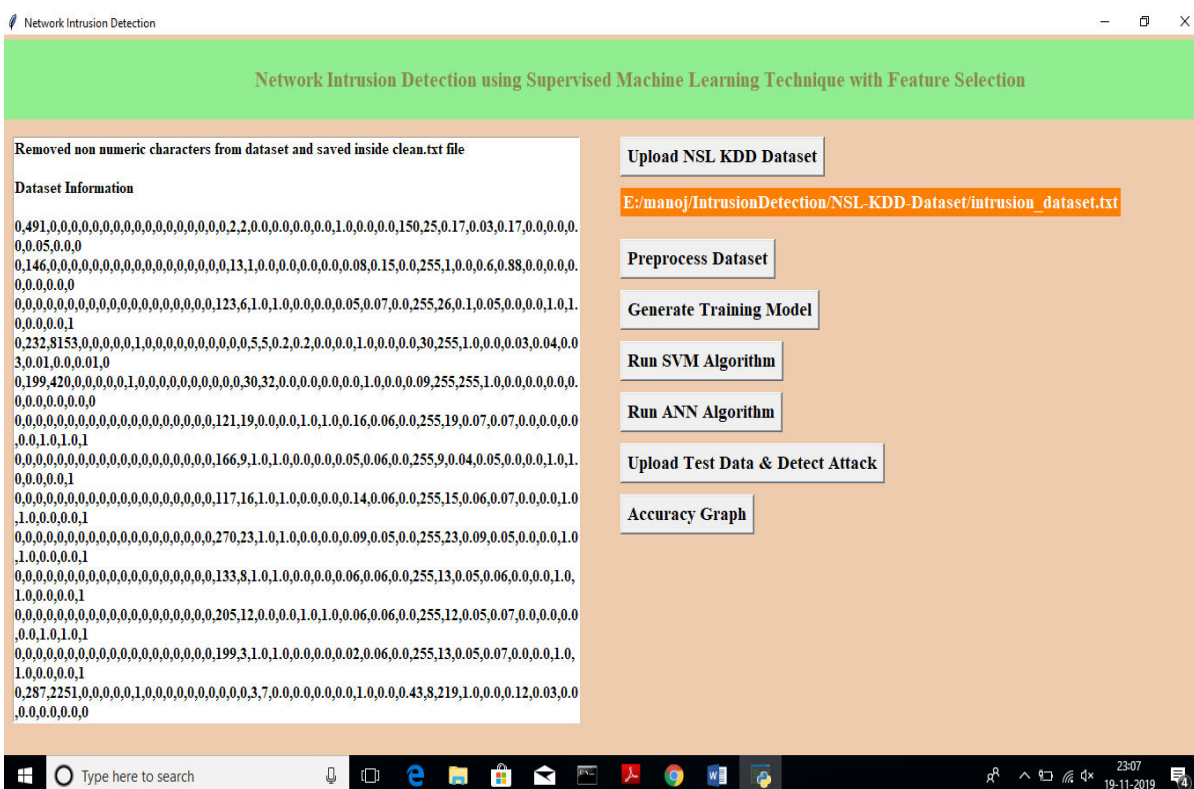 Network Intrusion Detection
Network Intrusion Detection using Supervised Machine Learning Technique with Feature Selection
Removed non numeric characters from dataset and saved inside clean.txt file
Dataset Information
0,491,0,0,0,0,0,0,0,0,0,0,0,0,0,0,0,0,0,2,2,0.0,0.0,0.0,0.0,1.0,0.0,0.0,150,25,0.17,0.03,0.17,0.0,0.0,0.
0,0.05,0.0,0
0,146,0,0,0,0,0,0,0,0,0,0,0,0,0,0,0,0,0,13,1,0.0,0.0,0.0,0.0,0.08,0.15,0.0,255,1,0.0,0.6,0.88,0.0,0.0,0.
0,0.0,0.0,0
0,0,0,0,0,0,0,0,0,0,0,0,0,0,0,0,0,0,0,123,6,1.0,1.0,0.0,0.0,0.05,0.07,0.0,255,26,0.1,0.05,0.0,0.0,1.0,1.
0,0.0,0.0,1
0,232,8153,0,0,0,0,0,1,0,0,0,0,0,0,0,0,0,0,5,5,0.2,0.2,0.0,0.0,1.0,0.0,0.0,30,255,1.0,0.0,0.03,0.04,0.0
3,0.01,0.0,0.01,0
0,199,420,0,0,0,0,0,1,0,0,0,0,0,0,0,0,0,0,30,32,0.0,0.0,0.0,0.0,1.0,0.0,0.09,255,255,1.0,0.0,0.0,0.0,0.
0,0.0,0.0,0.0,0
0,0,0,0,0,0,0,0,0,0,0,0,0,0,0,0,0,0,0,121,19,0.0,0.0,1.0,1.0,0.16,0.06,0.0,255,19,0.07,0.07,0.0,0.0,0.0
,0.0,1.0,1.0,1
0,0,0,0,0,0,0,0,0,0,0,0,0,0,0,0,0,0,0,166,9,1.0,1.0,0.0,0.0,0.05,0.06,0.0,255,9,0.04,0.05,0.0,0.0,1.0,1.
0,0.0,0.0,1
0,0,0,0,0,0,0,0,0,0,0,0,0,0,0,0,0,0,0,117,16,1.0,1.0,0.0,0.0,0.14,0.06,0.0,255,15,0.06,0.07,0.0,0.0,1.0
,1.0,0.0,0.0,1
0,0,0,0,0,0,0,0,0,0,0,0,0,0,0,0,0,0,0,270,23,1.0,1.0,0.0,0.0,0.09,0.05,0.0,255,23,0.09,0.05,0.0,0.0,1.0
,1.0,0.0,0.0,1
0,0,0,0,0,0,0,0,0,0,0,0,0,0,0,0,0,0,0,133,8,1.0,1.0,0.0,0.0,0.06,0.06,0.0,255,13,0.05,0.06,0.0,0.0,1.0,
1.0,0.0,0.0,1
0,0,0,0,0,0,0,0,0,0,0,0,0,0,0,0,0,0,0,205,12,0.0,0.0,1.0,1.0,0.06,0.06,0.0,255,12,0.05,0.07,0.0,0.0,0.0
,0.0,1.0,1.0,1
0,0,0,0,0,0,0,0,0,0,0,0,0,0,0,0,0,0,0,199,3,1.0,1.0,0.0,0.0,0.02,0.06,0.0,255,13,0.05,0.07,0.0,0.0,1.0,
1.0,0.0,0.0,1
0,287,2251,0,0,0,0,0,1,0,0,0,0,0,0,0,0,0,0,3,7,0.0,0.0,0.0,0.0,1.0,0.0,0.43,8,219,1.0,0.0,0.12,0.03,0.0
,0.0,0.0,0.0,0
Upload NSL KDD Dataset
E:/manoj/IntrusionDetection/NSL-KDD-Dataset/intrusion_dataset.txt
Preprocess Dataset
Generate Training Model
Run SVM Algorithm
Run ANN Algorithm
Upload Test Data & Detect Attack
Accuracy Graph
Type here to search
23:07
19-11-2019
4